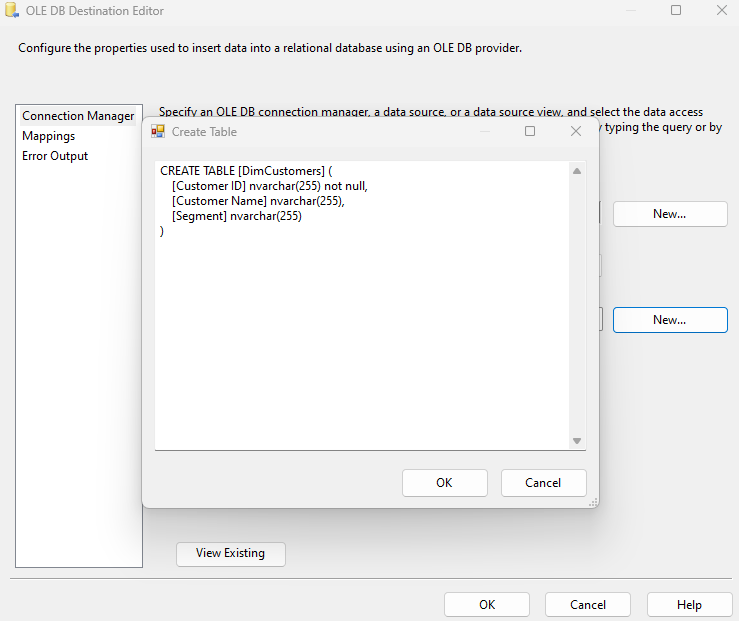 OLE DB Destination Editor
Configure the properties used to insert data into a relational database using an OLE DB provider.
Connection Manager
Mappings
Error Output
Specify an OLE DB connection manager, a data source, or a data source view, and select the data access
typing the query or by
Create Table
CREATE TABLE [DimCustomers] (
[Customer ID] nvarchar(255) not null,
[Customer Name] nvarchar(255),
[Segment] nvarchar(255)
)
New...
New...
OK
Cancel
View Existing
OK
Cancel
Help